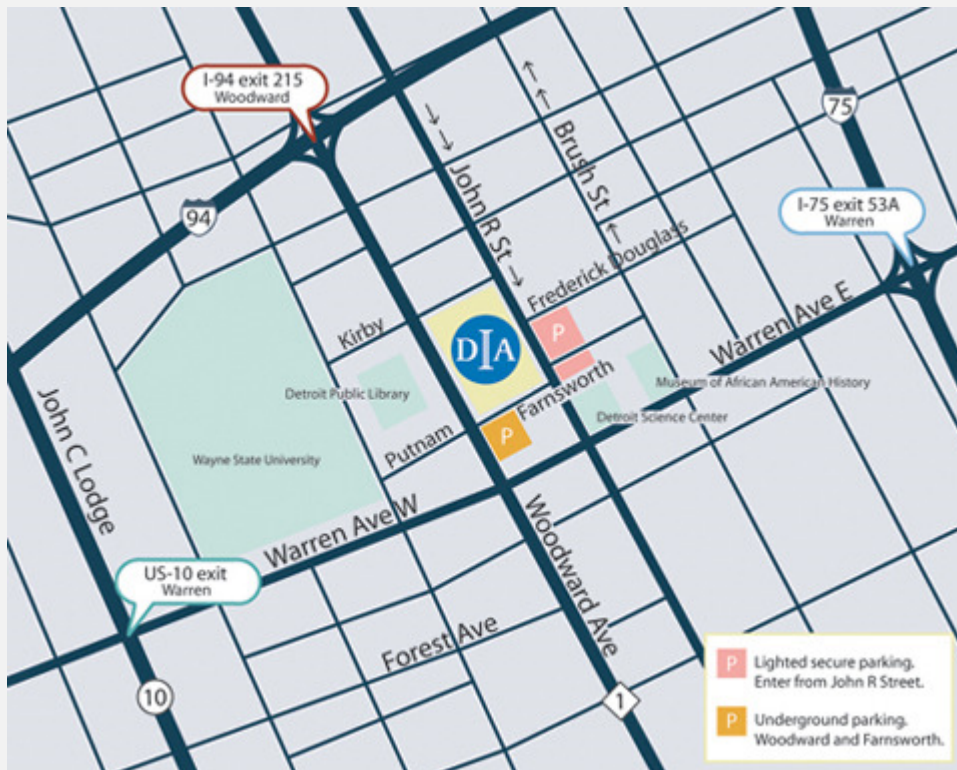 I-94 exit 215
Woodward
75
John R St
Brush St
94
I-75 exit 53A
Warren
Frederick Douglass
Kirby
DIA
P
Warren Ave E
Farnsworth
Museum of African American History
Detroit Public Library
Detroit Science Center
P
Putnam
John C Lodge
Wayne State University
Warren Ave W
Woodward Ave
US-10 exit
Warren
Forest Ave
10
1
P
Lighted secure parking.
Enter from John R Street.
P
Underground parking.
Woodward and Farnsworth.